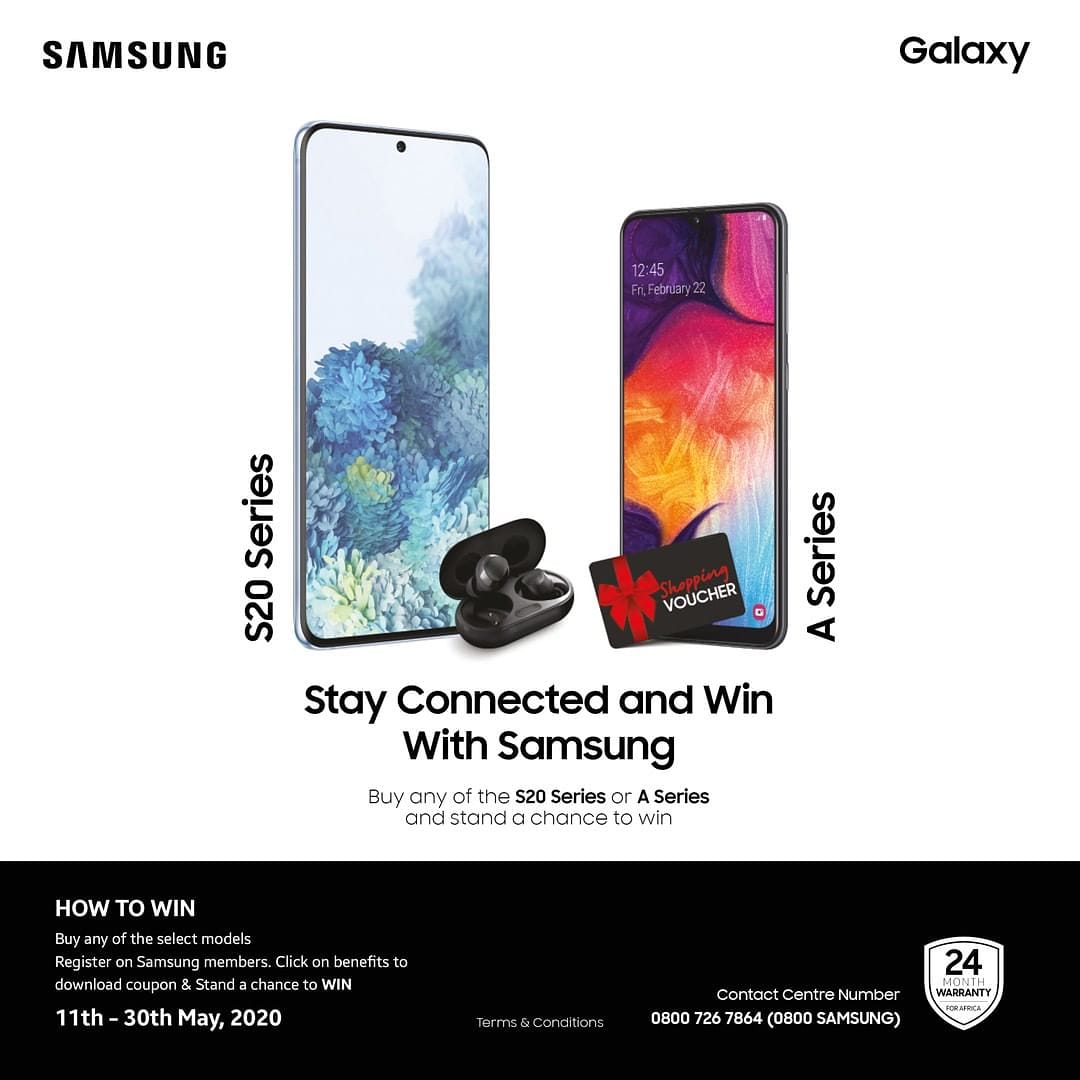 SAMSUNG
Galaxy
S20 Series
12:45
Fri, February 22
Shopping
VOUCHER
A Series
Stay Connected and Win
With Samsung
Buy any of the S20 Series or A Series
and stand a chance to win
HOW TO WIN
Buy any of the select models
Register on Samsung members. Click on benefits to
download coupon & Stand a chance to WIN
11th - 30th May, 2020
Terms & Conditions
Contact Centre Number
0800 726 7864 (0800 SAMSUNG)
24
MONTH
WARRANTY
FOR AFRICA